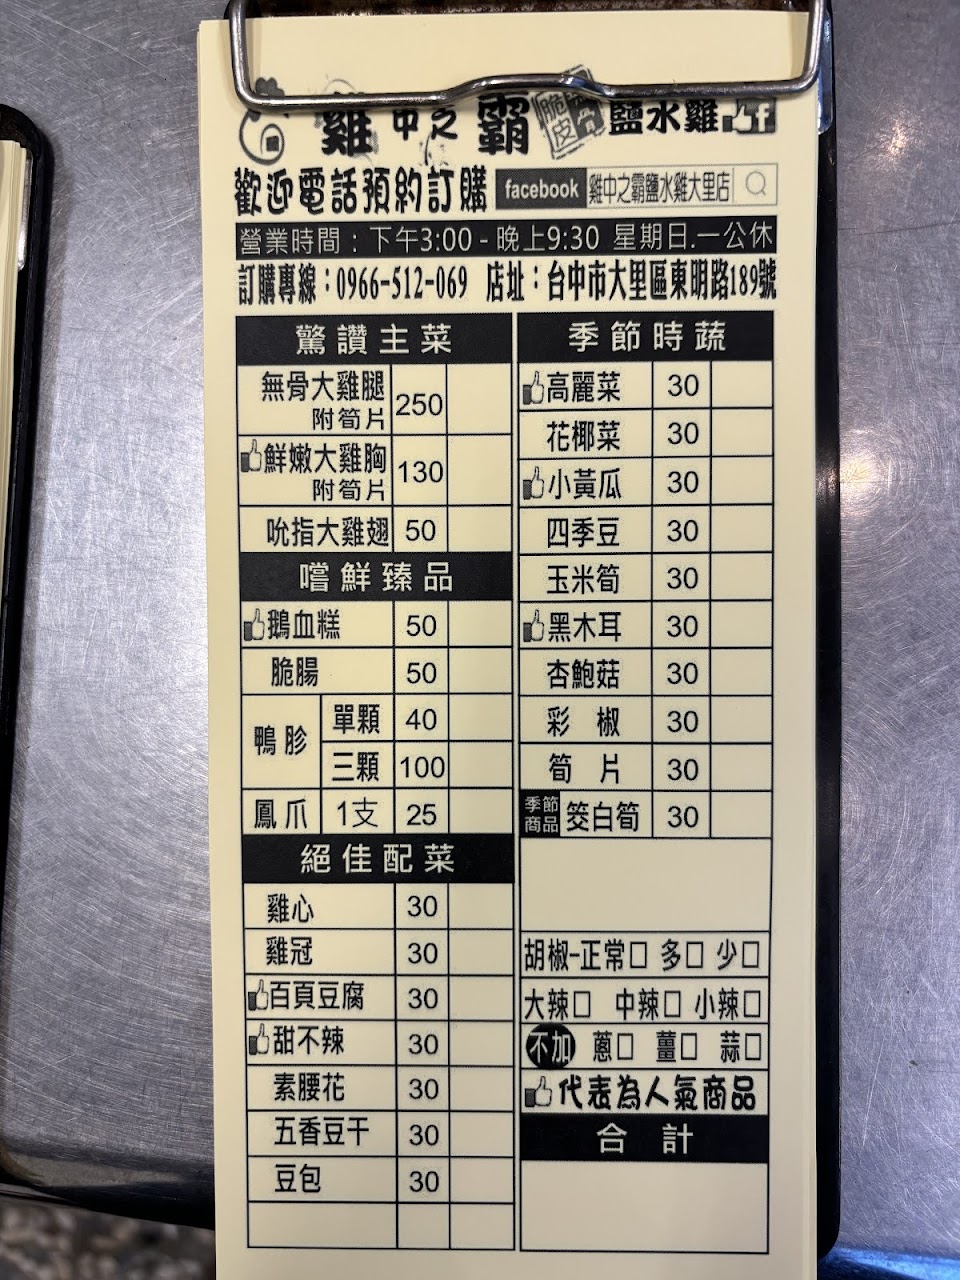 雞中之霸 脆皮 鹽水雞 f
歡迎電話預約訂購 facebook 雞中之霸鹽水雞大里店
營業時間：下午3:00 - 晚上9:30 星期日.一公休
訂購專線：0966-512-069 店址：台中市大里區東明路189號
驚讚主菜
無骨大雞腿 250
附筍片
鮮嫩大雞胸 130
附筍片
吮指大雞翅 50
嚐鮮臻品
鵝血糕 50
脆腸 50
鴨胗 單顆 40
三顆 100
鳳爪 1支 25
絕佳配菜
雞心 30
雞冠 30
百頁豆腐 30
甜不辣 30
素腰花 30
五香豆干 30
豆包 30
季節時蔬
高麗菜 30
花椰菜 30
小黃瓜 30
四季豆 30
玉米筍 30
黑木耳 30
杏鮑菇 30
彩椒 30
筍片 30
季節商品 筊白筍 30
胡椒-正常□ 多□ 少□
大辣□ 中辣□ 小辣□
不加 蔥□ 薑□ 蒜□
代表為人氣商品
合計